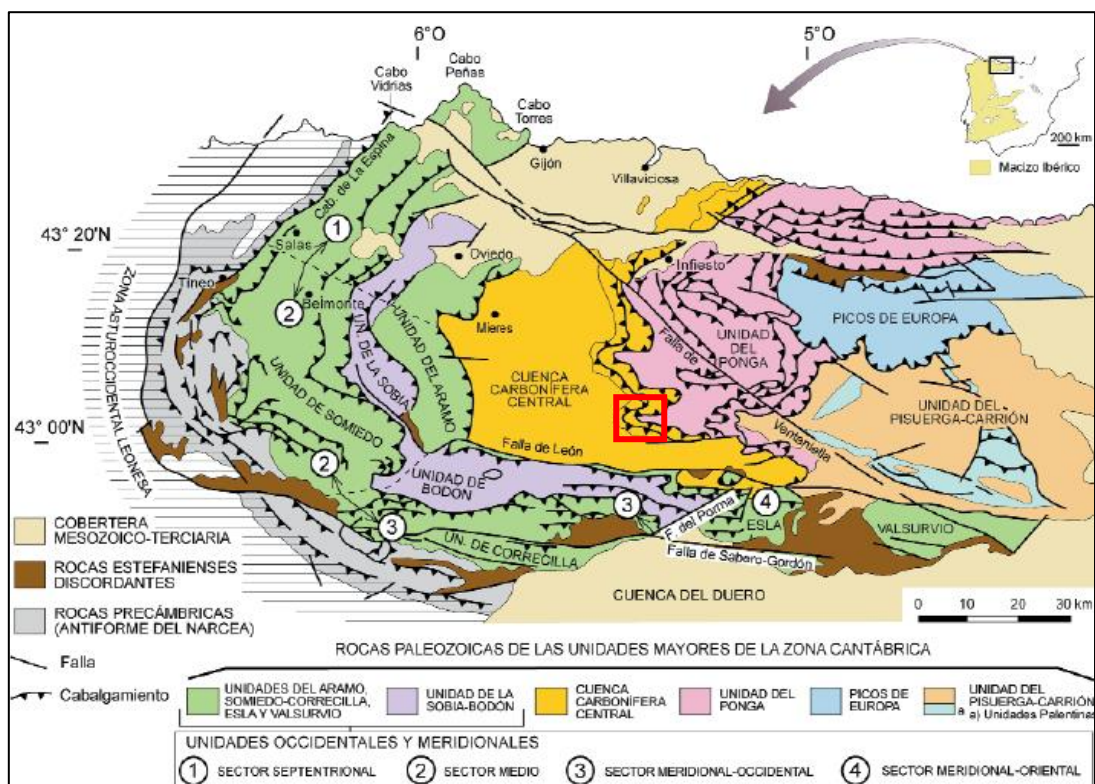 6°O
5°O
Cabo
Peñas
Cabo
Vidrias
Cabo
Torres
Gijón
Villaviciosa
200 km
Macizo Ibérico
43° 20'
N
Cab. de La Espina
1
Salas
Oviedo
Infiesto
Tineo
Belmonte
2
UN. DE LA SOBIA
UNIDAD DEL ARAMO
Mieres
Falla de
UNIDAD
DEL
PONGA
PICOS DE EUROPA
ZONA ASTUROCCIDENTAL LEONESA
CUENCA
CARBONÍFERA
CENTRAL
UNIDAD DE SOMIEDO
43° 00'
N
UNIDAD DEL
PISUERGA-CARRIÓN
Ventaniella
Falla de León
2
UNIDAD DE
BODÓN
3
F. del Porma
4
ESLA
VALSURVIO
3
UN. DE CORRECILLA
Falla de Sabero-Gordón
CUENCA DEL DUERO
COBERTERA
MESOZOICO-TERCIARIA
ROCAS ESTEFANIENSES
DISCORDANTES
ROCAS PRECÁMBRICAS
(ANTIFORME DEL NARCEA)
Falla
Cabalgamiento
0 10 20 30 km
ROCAS PALEOZOICAS DE LAS UNIDADES MAYORES DE LA ZONA CANTÁBRICA
UNIDADES DEL ARAMO,
SOMIEDO-CORRECILLA,
ESLA Y VALSURVIO
UNIDAD DE LA
SOBIA-BODÓN
CUENCA
CARBONÍFERA
CENTRAL
UNIDAD DEL
PONGA
PICOS DE
EUROPA
UNIDAD DEL
PISUERGA-CARRIÓN
a a) Unidades Palentinas
UNIDADES OCCIDENTALES Y MERIDIONALES
1 SECTOR SEPTENTRIONAL
2 SECTOR MEDIO
3 SECTOR MERIDIONAL-OCCIDENTAL
4 SECTOR MERIDIONAL-ORIENTAL